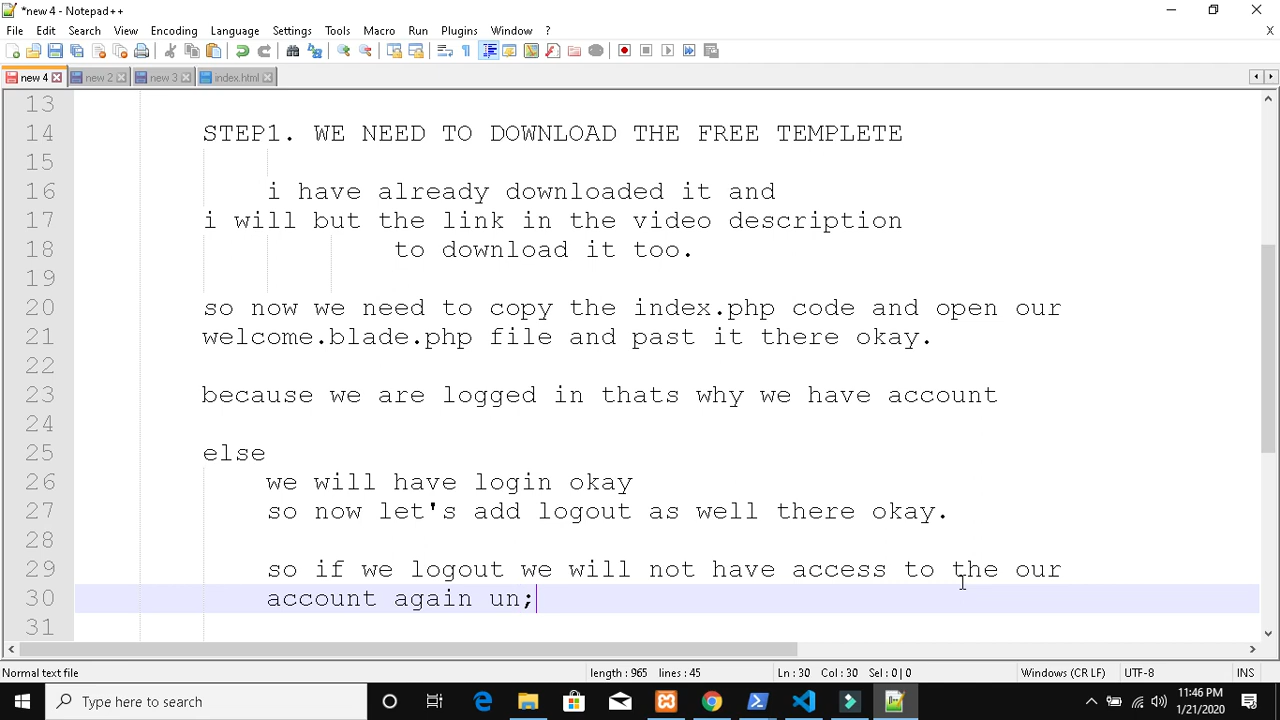 *new 4 - Notepad++
File Edit Search View Encoding Language Settings Tools Macro Run Plugins Window ?
X
new 4 new 2 new 3 index.html
13
14 STEP1. WE NEED TO DOWNLOAD THE FREE TEMPLETE
15
16 i have already downloaded it and
17 i will but the link in the video description
18 to download it too.
19
20 so now we need to copy the index.php code and open our
21 welcome.blade.php file and past it there okay.
22
23 because we are logged in thats why we have account
24
25 else
26 we will have login okay
27 so now let's add logout as well there okay.
28
29 so if we logout we will not have access to the our
30 account again un;
31
Normal text file length : 965 lines : 45 Ln : 30 Col : 30 Sel : 0 | 0 Windows (CR LF) UTF-8 INS
Type here to search
11:46 PM
1/21/2020